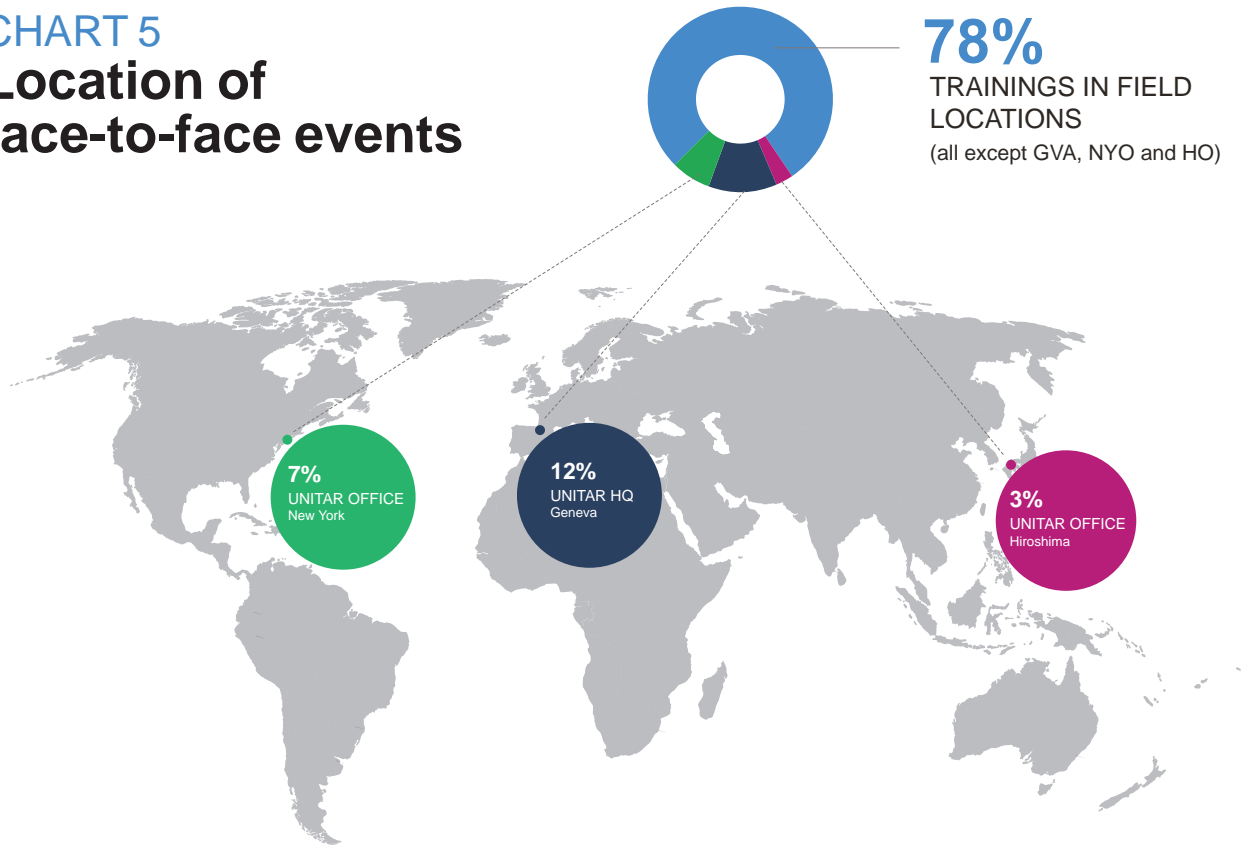 CHART 5
Location of
ace-to-face events
78%
TRAININGS IN FIELD
LOCATIONS
(all except GVA, NYO and HO)
7%
UNITAR OFFICE
New York
12%
UNITAR HQ
Geneva
3%
UNITAR OFFICE
Hiroshima